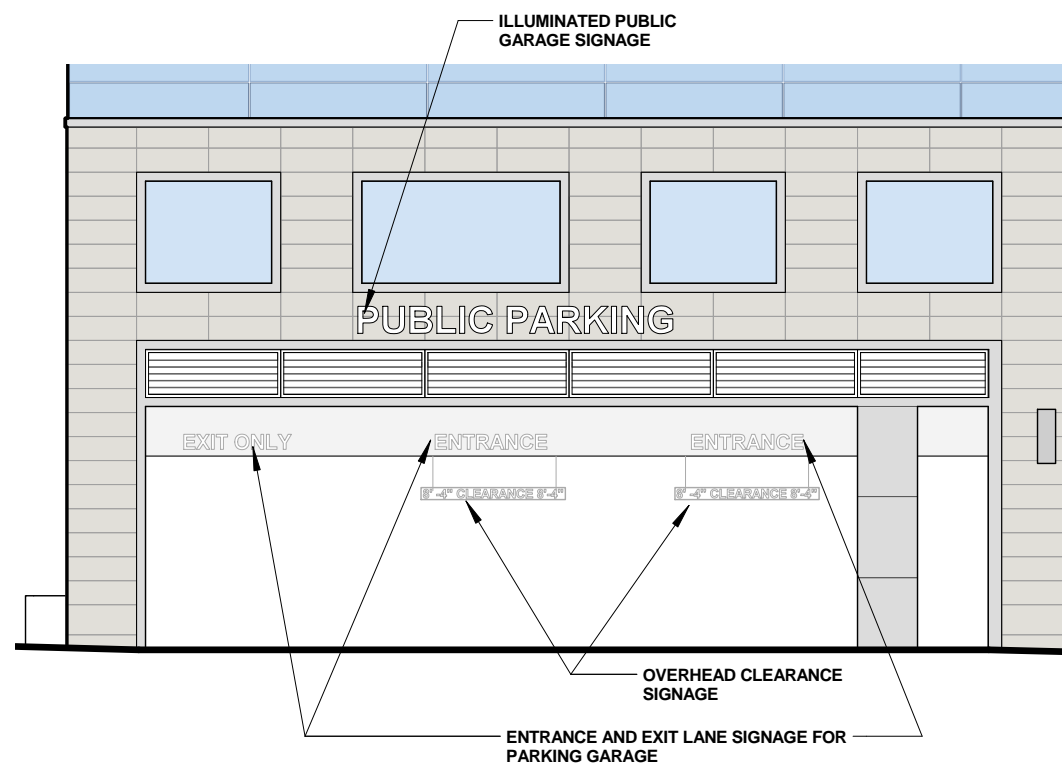 ILLUMINATED PUBLIC
GARAGE SIGNAGE
PUBLIC PARKING
EXIT ONLY
ENTRANCE
ENTRANCE
8' -4" CLEARANCE 8'-4"
8' -4" CLEARANCE 8'-4"
OVERHEAD CLEARANCE
SIGNAGE
ENTRANCE AND EXIT LANE SIGNAGE FOR
PARKING GARAGE